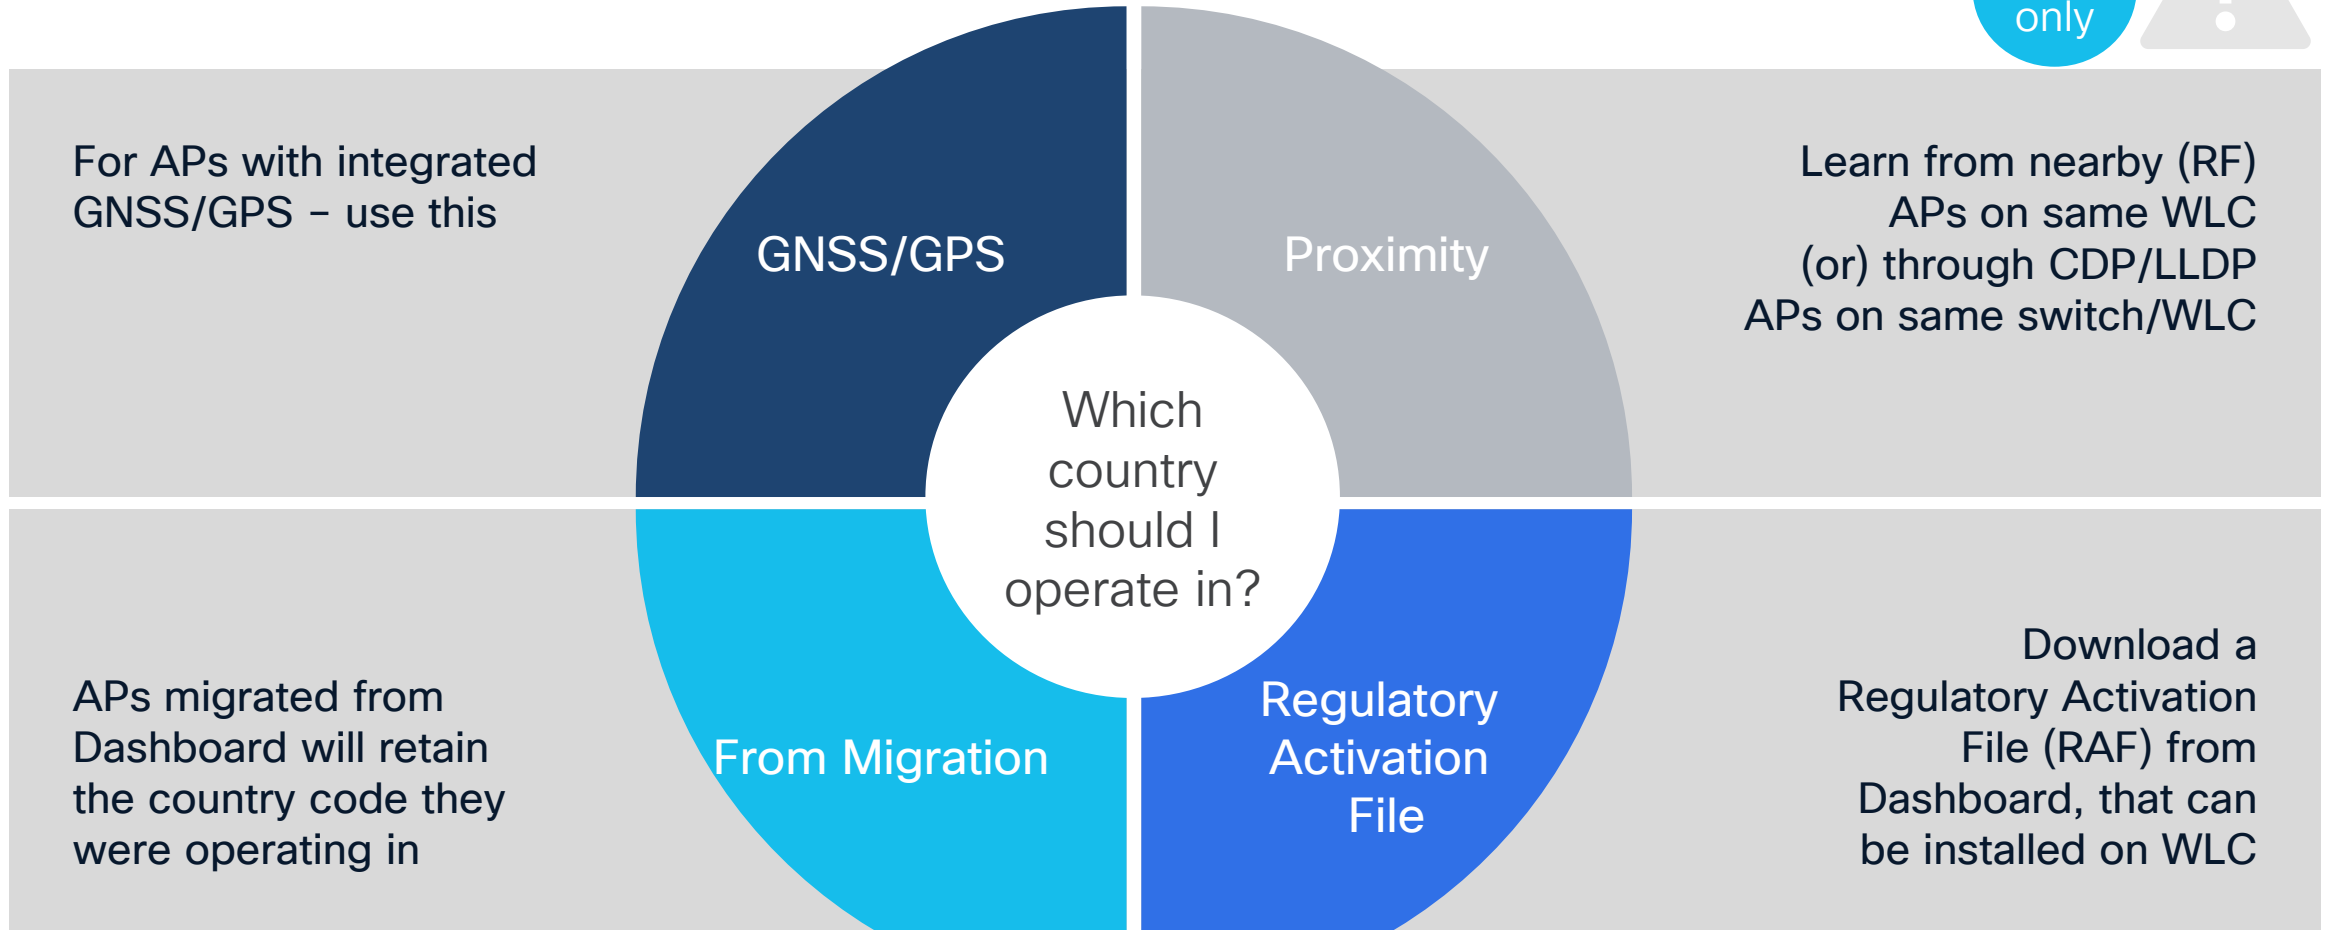 only
For APs with integrated
GNSS/GPS – use this
GNSS/GPS
Proximity
Learn from nearby (RF)
APs on same WLC
(or) through CDP/LLDP
APs on same switch/WLC
Which
country
should I
operate in?
APs migrated from
Dashboard will retain
the country code they
were operating in
From Migration
Regulatory
Activation
File
Download a
Regulatory Activation
File (RAF) from
Dashboard, that can
be installed on WLC